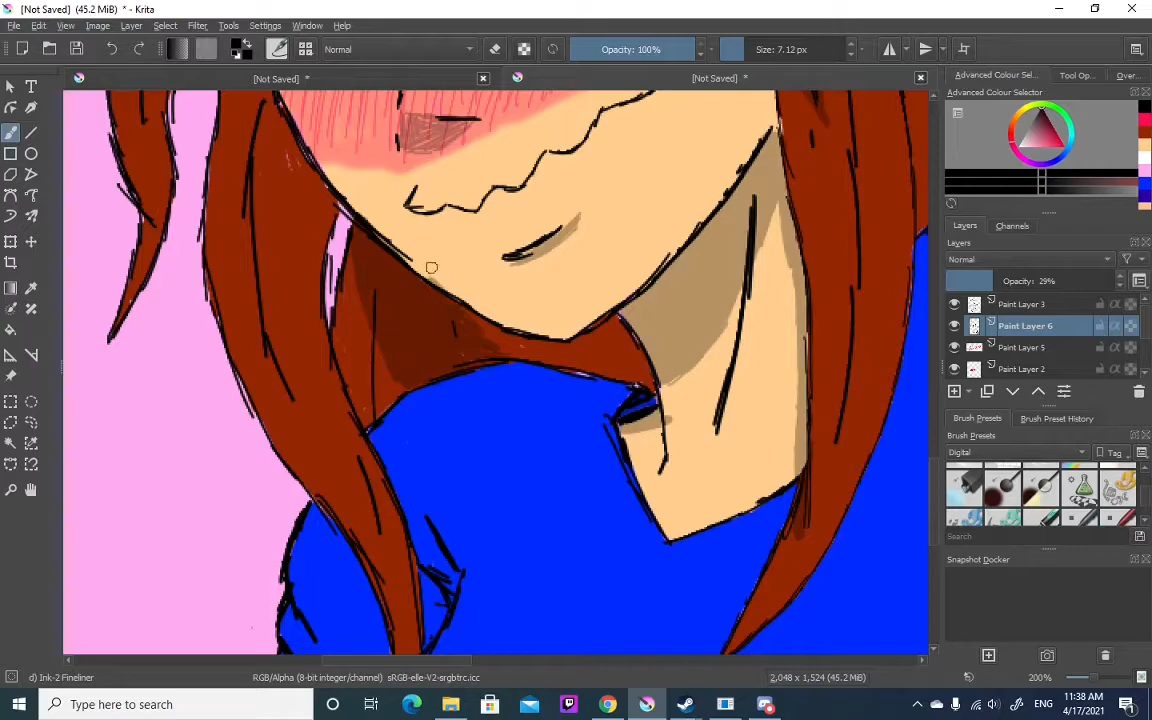 [Not Saved] (45.2 MiB) * - Krita
File Edit View Image Layer Select Filter Tools Settings Window Help
Normal
Opacity: 100%
Size: 7.12 px
[Not Saved] *
[Not Saved] *
Advanced Colour Sel...
Tool Op...
Over...
Advanced Colour Selector
Layers
Channels
Layers
Normal
Opacity: 29%
Paint Layer 3
Paint Layer 6
Paint Layer 5
Paint Layer 2
Brush Presets
Brush Preset History
Brush Presets
Digital
Tag
Search
Snapshot Docker
d) Ink-2 Fineliner
RGB/Alpha (8-bit integer/channel) sRGB-elle-V2-srgbtrc.icc
2,048 x 1,524 (45.2 MiB)
200%
Type here to search
ENG
11:38 AM
4/17/2021
1